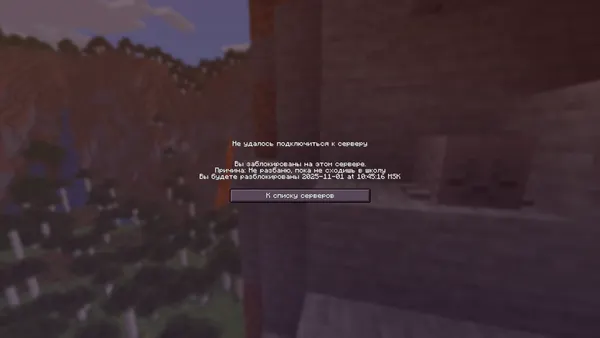 Не удалось подключиться к серверу
Вы заблокированы на этом сервере.
Причина: Не разбаню, пока не сходишь в школу
Вы будете разблокированы 2025-11-01 at 10:45:16 MSK
К списку серверов